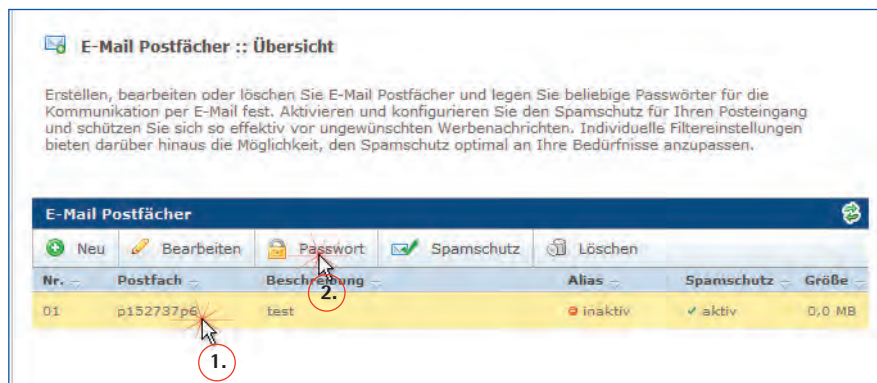 E-Mail Postfächer :: Übersicht
Erstellen, bearbeiten oder löschen Sie E-Mail Postfächer und legen Sie beliebige Passwörter für die
Kommunikation per E-Mail fest. Aktivieren und konfigurieren Sie den Spamschutz für Ihren Posteingang
und schützen Sie sich so effektiv vor ungewünschten Werbenachrichten. Individuelle Filtereinstellungen
bieten darüber hinaus die Möglichkeit, den Spamschutz optimal an Ihre Bedürfnisse anzupassen.
E-Mail Postfächer
Neu Bearbeiten Passwort Spamschutz Löschen
Nr. Postfach Beschreibung Alias Spamschutz Größe
2.
01 p152737p6 test inaktiv aktiv 0,0 MB
1.